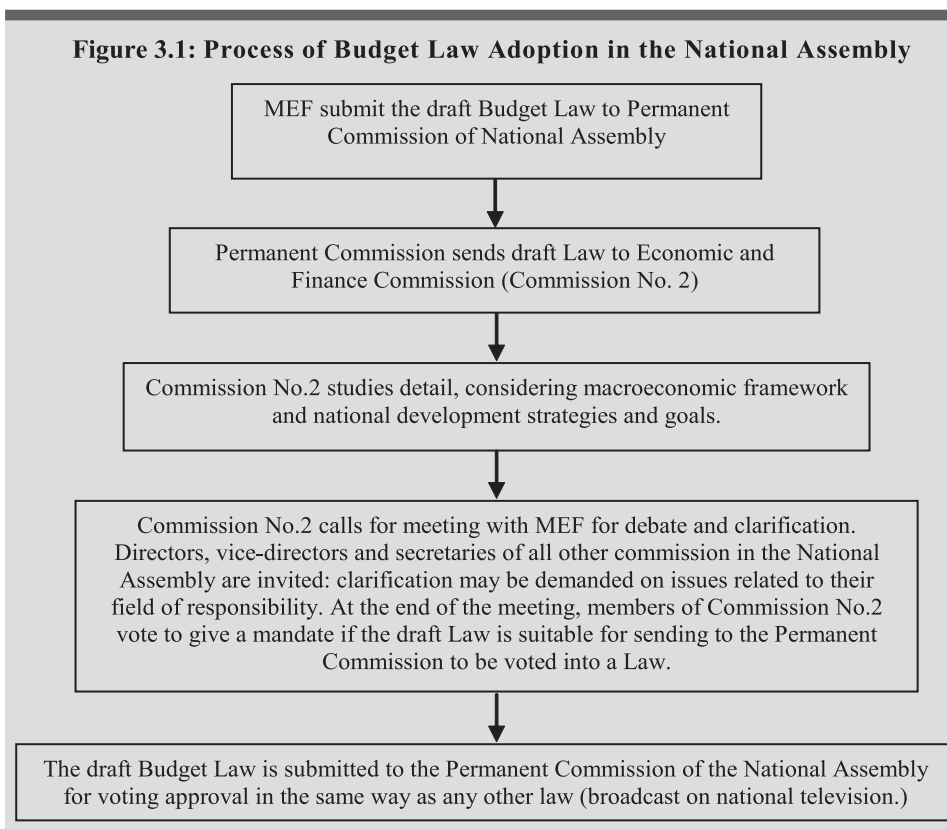 Figure 3.1: Process of Budget Law Adoption in the National Assembly
MEF submit the draft Budget Law to Permanent
Commission of National Assembly
Permanent Commission sends draft Law to Economic and
Finance Commission (Commission No. 2)
Commission No.2 studies detail, considering macroeconomic framework
and national development strategies and goals.
Commission No.2 calls for meeting with MEF for debate and clarification.
Directors, vice-directors and secretaries of all other commission in the National
Assembly are invited: clarification may be demanded on issues related to their
field of responsibility. At the end of the meeting, members of Commission No.2
vote to give a mandate if the draft Law is suitable for sending to the Permanent
Commission to be voted into a Law.
The draft Budget Law is submitted to the Permanent Commission of the National Assembly
for voting approval in the same way as any other law (broadcast on national television.)